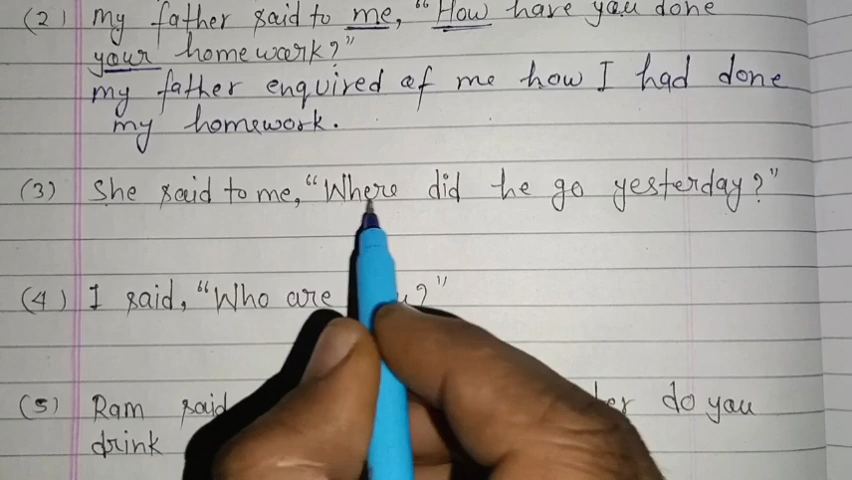 (2) My father said to me, "How have you done
your homework?"
my father enquired of me how I had done
my homework.
(3) She said to me, "Where did he go yesterday?"
(4) I said, "Who are ?"
(5) Ram said do you
drink